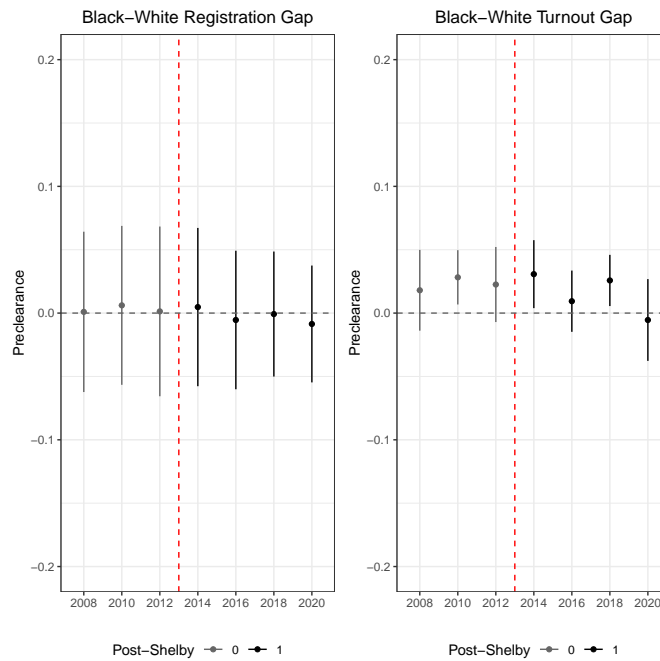 Black−White Registration Gap
Preclearance
0.2
0.1
0.0
−0.1
−0.2
2008 2010 2012 2014 2016 2018 2020
Post−Shelby 0 1
Black−White Turnout Gap
Preclearance
0.2
0.1
0.0
−0.1
−0.2
2008 2010 2012 2014 2016 2018 2020
Post−Shelby 0 1